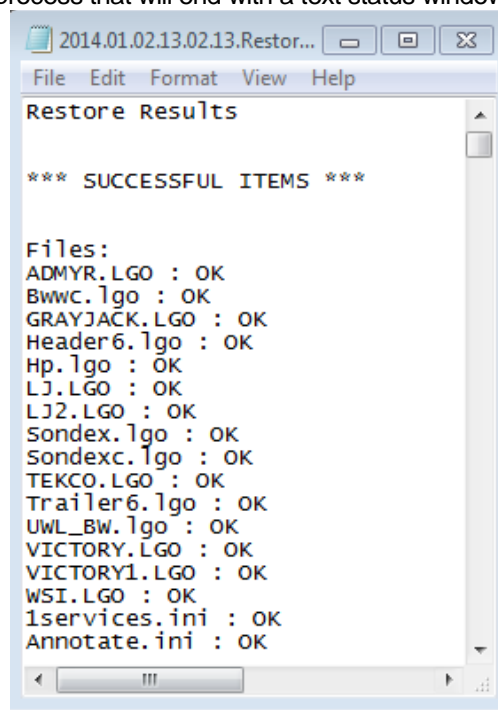 process that will end with a text status window
2014.01.02.13.02.13.Restor...
File Edit Format View Help
Restore Results
*** SUCCESSFUL ITEMS ***
Files:
ADMYR.LGO : OK
Bwwc.lgo : OK
GRAYJACK.LGO : OK
Header6.lgo : OK
Hp.lgo : OK
LJ.LGO : OK
LJ2.LGO : OK
Sondex.lgo : OK
Sondexc.lgo : OK
TEKCO.LGO : OK
Trailer6.lgo : OK
UWL_BW.lgo : OK
VICTORY.LGO : OK
VICTORY1.LGO : OK
WSI.LGO : OK
1services.ini : OK
Annotate.ini : OK